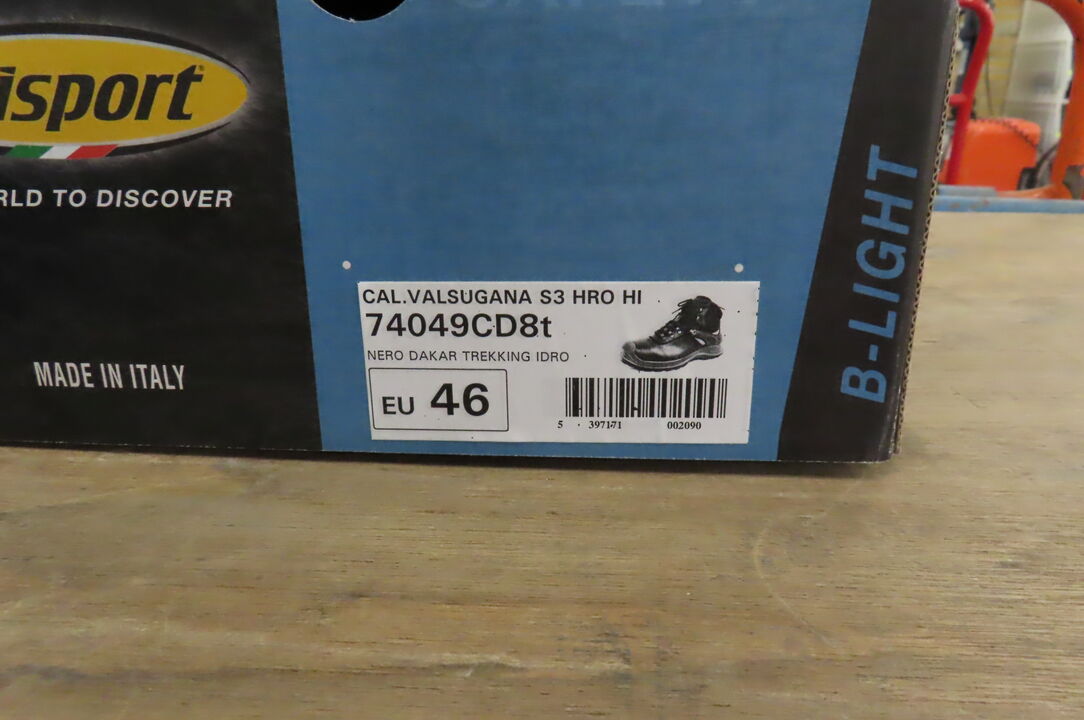 isport
RLD TO DISCOVER
MADE IN ITALY
CAL.VALSUGANA S3 HRO HI
74049CD8t
NERO DAKAR TREKKING IDRO
EU 46
5 397171 002090
B-LIGHT